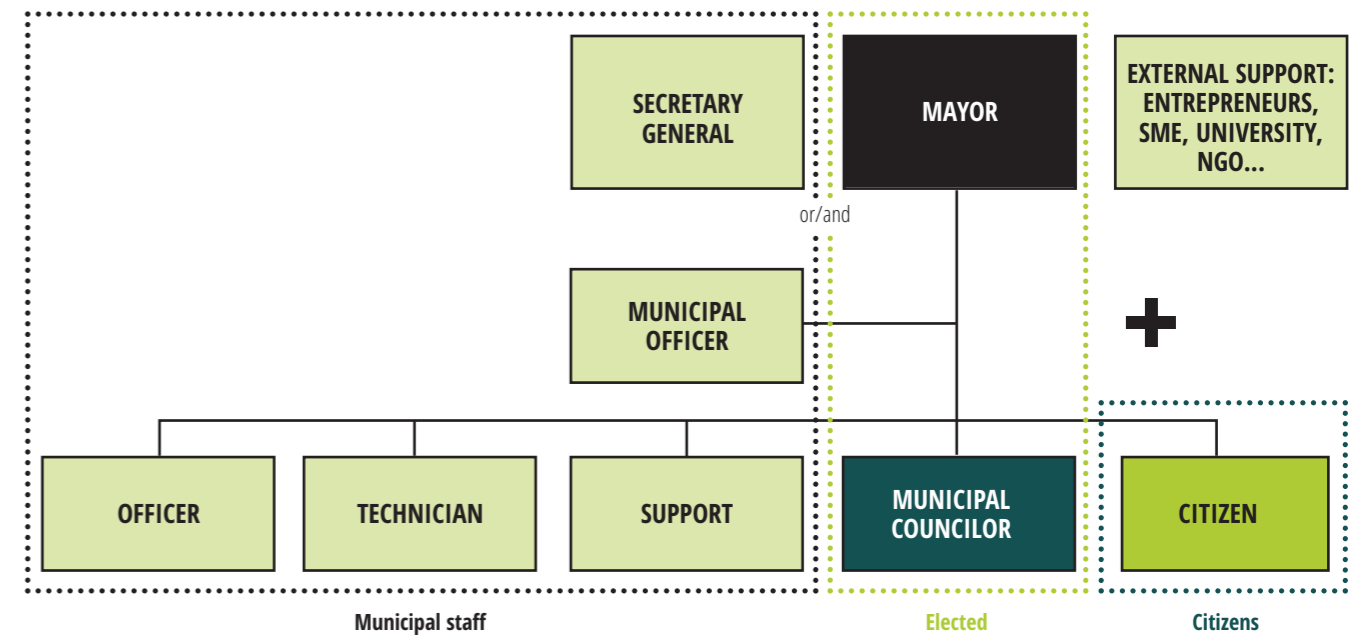 SECRETARY
GENERAL
MAYOR
EXTERNAL SUPPORT:
ENTREPRENEURS,
SME, UNIVERSITY,
NGO...
or/and
MUNICIPAL
OFFICER
OFFICER
TECHNICIAN
SUPPORT
MUNICIPAL
COUNCILOR
CITIZEN
Municipal staff
Elected
Citizens